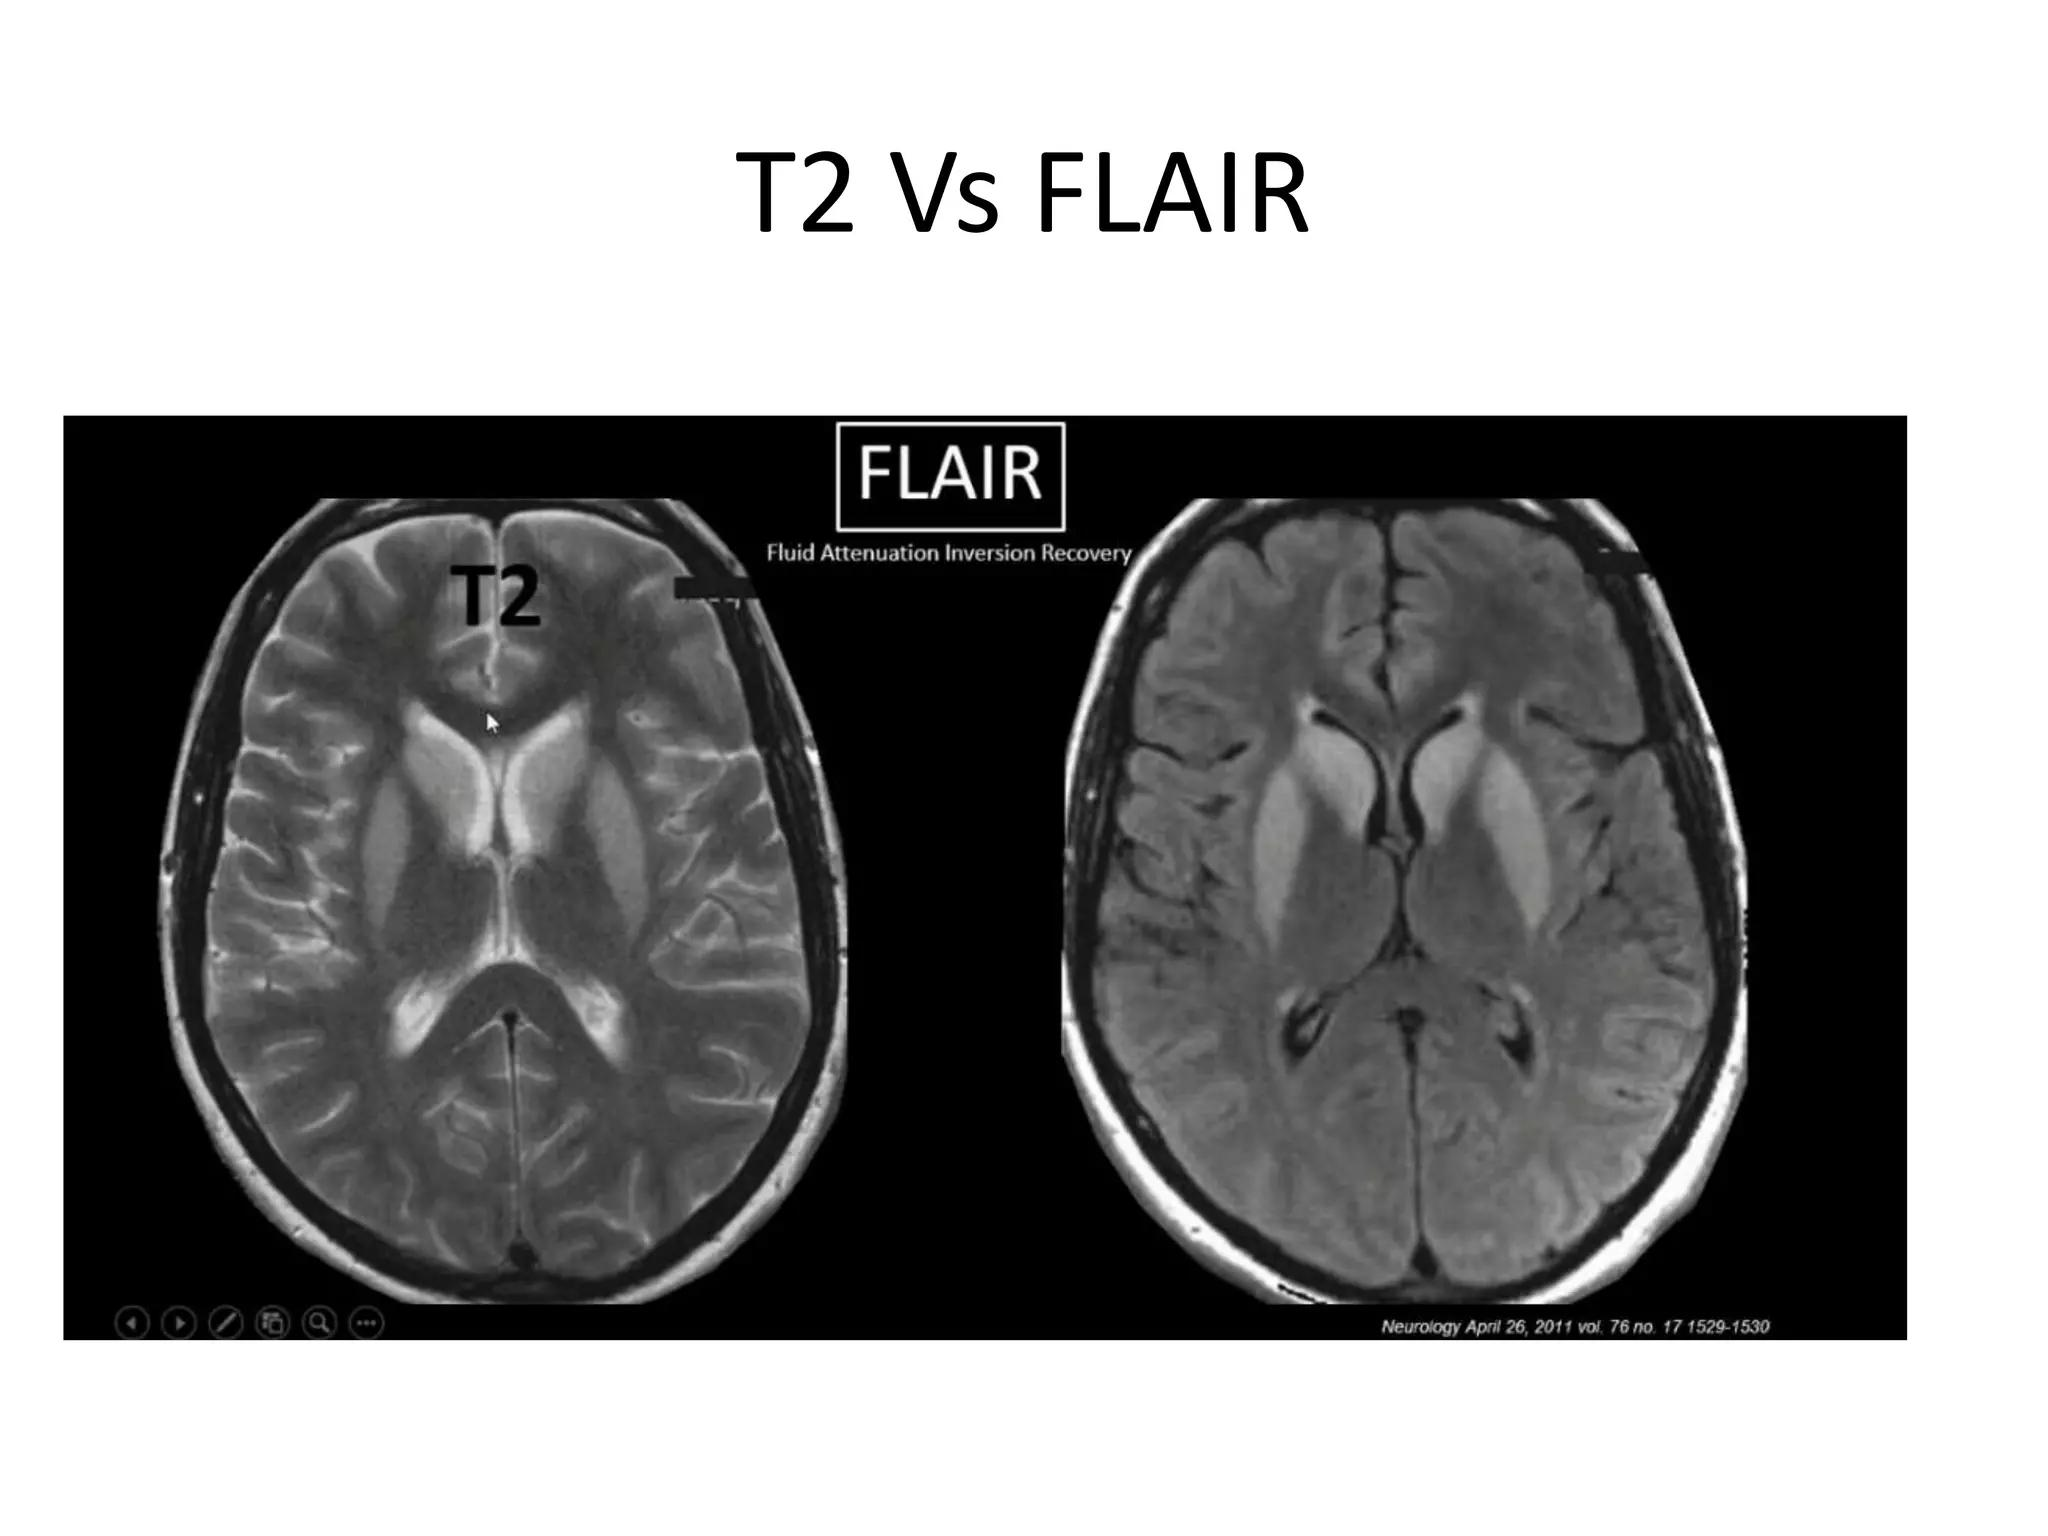 T2 Vs FLAIR
FLAIR
Fluid Attenuation Inversion Recovery
T2
Neurology April 26, 2011 vol. 76 no. 17 1529-1530